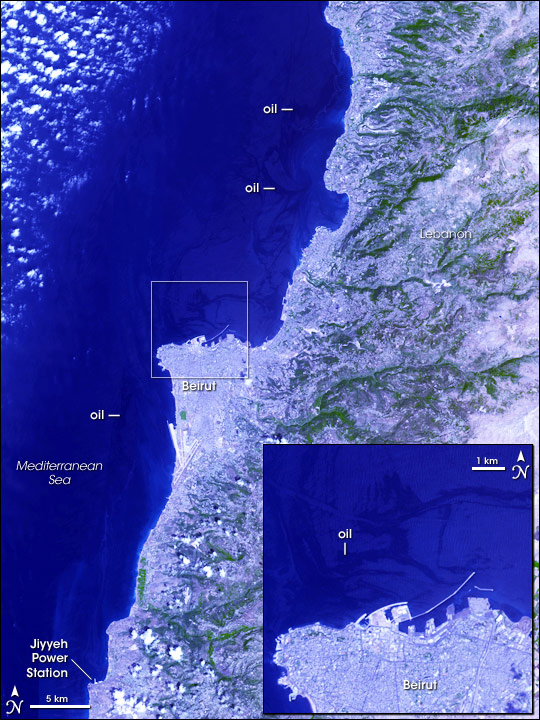 oil
oil
Lebanon
Beirut
oil
Mediterranean
Sea
1 km
N
oil
Beirut
Jiyyeh
Power
Station
N
5 km